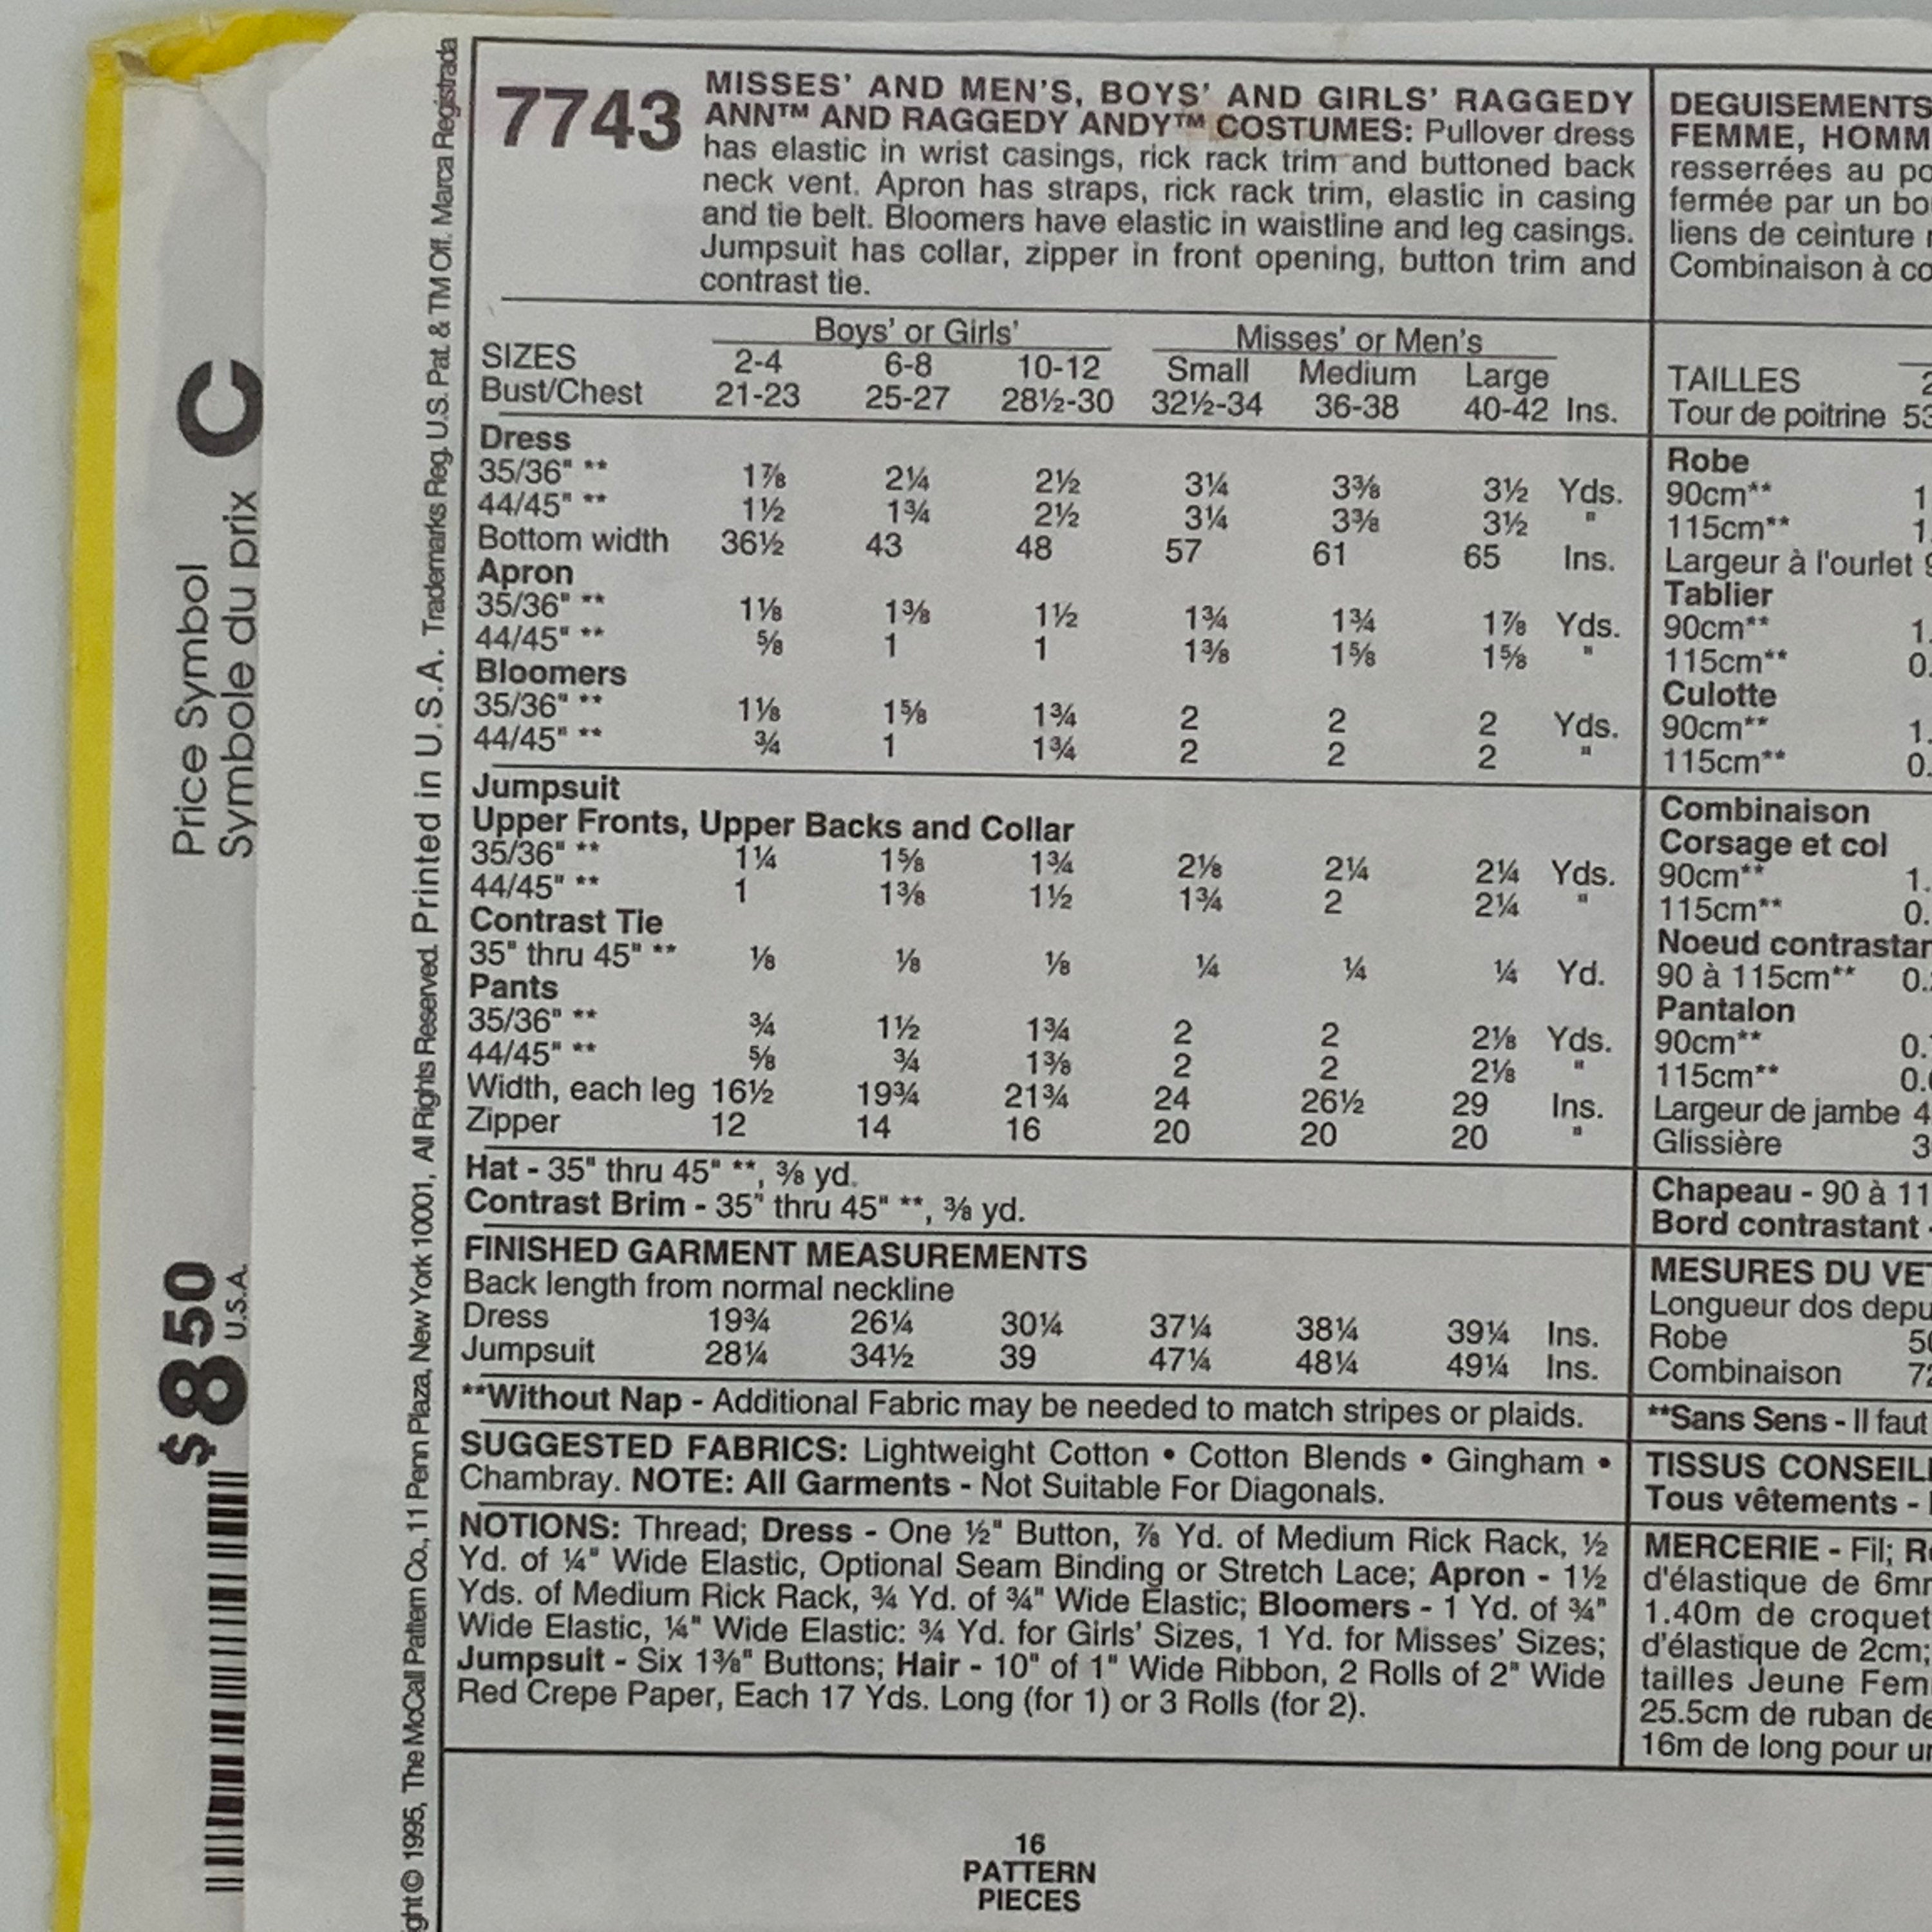 7743
MISSES' AND MEN'S, BOYS' AND GIRLS' RAGGEDY
ANN™ AND RAGGEDY ANDY™ COSTUMES: Pullover dress
has elastic in wrist casings, rick rack trim and buttoned back
neck vent. Apron has straps, rick rack trim, elastic in casing
and tie belt. Bloomers have elastic in waistline and leg casings.
Jumpsuit has collar, zipper in front opening, button trim and
contrast tie.
Boys' or Girls' Misses' or Men's
SIZES 2-4 6-8 10-12 Small Medium Large
Bust/Chest 21-23 25-27 28½-30 32½-34 36-38 40-42 Ins.
Dress
35/36" ** 1⅞ 2¼ 2½ 3¼ 3⅜ 3½ Yds.
44/45" ** 1½ 1¾ 2½ 3¼ 3⅜ 3½ "
Bottom width 36½ 43 48 57 61 65 Ins.
Apron
35/36" ** 1⅛ 1⅜ 1½ 1¾ 1¾ 1⅞ Yds.
44/45" ** ⅝ 1 1 1⅜ 1⅝ 1⅝ "
Bloomers
35/36" ** 1⅛ 1⅝ 1¾ 2 2 2 Yds.
44/45" ** ¾ 1 1¾ 2 2 2 "
Jumpsuit
Upper Fronts, Upper Backs and Collar
35/36" ** 1¼ 1⅝ 1¾ 2⅛ 2¼ 2¼ Yds.
44/45" ** 1 1⅜ 1½ 1¾ 2 2¼ "
Contrast Tie
35" thru 45" ** ⅛ ⅛ ⅛ ¼ ¼ ¼ Yd.
Pants
35/36" ** ¾ 1½ 1¾ 2 2 2⅛ Yds.
44/45" ** ⅝ ¾ 1⅜ 2 2 2⅛ "
Width, each leg 16½ 19¾ 21¾ 24 26½ 29 Ins.
Zipper 12 14 16 20 20 20 "
Hat - 35" thru 45" **, ⅜ yd.
Contrast Brim - 35" thru 45" **, ⅜ yd.
FINISHED GARMENT MEASUREMENTS
Back length from normal neckline
Dress 19¾ 26¼ 30¼ 37¼ 38¼ 39¼ Ins.
Jumpsuit 28¼ 34½ 39 47¼ 48¼ 49¼ Ins.
**Without Nap - Additional Fabric may be needed to match stripes or plaids.
SUGGESTED FABRICS: Lightweight Cotton • Cotton Blends • Gingham •
Chambray. NOTE: All Garments - Not Suitable For Diagonals.
NOTIONS: Thread; Dress - One ½" Button, ⅞ Yd. of Medium Rick Rack, ½
Yd. of ¼" Wide Elastic, Optional Seam Binding or Stretch Lace; Apron - 1½
Yds. of Medium Rick Rack, ¾ Yd. of ¾" Wide Elastic; Bloomers - 1 Yd. of ¾"
Wide Elastic, ¼" Wide Elastic: ¾ Yd. for Girls' Sizes, 1 Yd. for Misses' Sizes;
Jumpsuit - Six 1⅜" Buttons; Hair - 10" of 1" Wide Ribbon, 2 Rolls of 2" Wide
Red Crepe Paper, Each 17 Yds. Long (for 1) or 3 Rolls (for 2).
16
PATTERN
PIECES
DEGUISEMENTS
FEMME, HOMM
resserrées au po
fermée par un bo
liens de ceinture
Combinaison à co
TAILLES 2
Tour de poitrine 53
Robe
90cm** 1
115cm** 1.
Largeur à l'ourlet 9
Tablier
90cm** 1.
115cm** 0.
Culotte
90cm** 1.
115cm** 0.
Combinaison
Corsage et col
90cm** 1.
115cm** 0.
Noeud contrastan
90 à 115cm** 0.
Pantalon
90cm** 0.
115cm** 0.
Largeur de jambe 4
Glissière 3
Chapeau - 90 à 11
Bord contrastant -
MESURES DU VET
Longueur dos depu
Robe 50
Combinaison 72
**Sans Sens - Il faut
TISSUS CONSEILL
Tous vêtements -
MERCERIE - Fil; R
d'élastique de 6mm
1.40m de croquet
d'élastique de 2cm;
tailles Jeune Fem
25.5cm de ruban de
16m de long pour un
Price Symbol C
Symbole du prix
$850
U.S.A.
ght © 1995, The McCall Pattern Co., 11 Penn Plaza, New York 10001, All Rights Reserved. Printed in U.S.A. Trademarks Reg. U.S. Pat. & TM Off. Marca Registrada